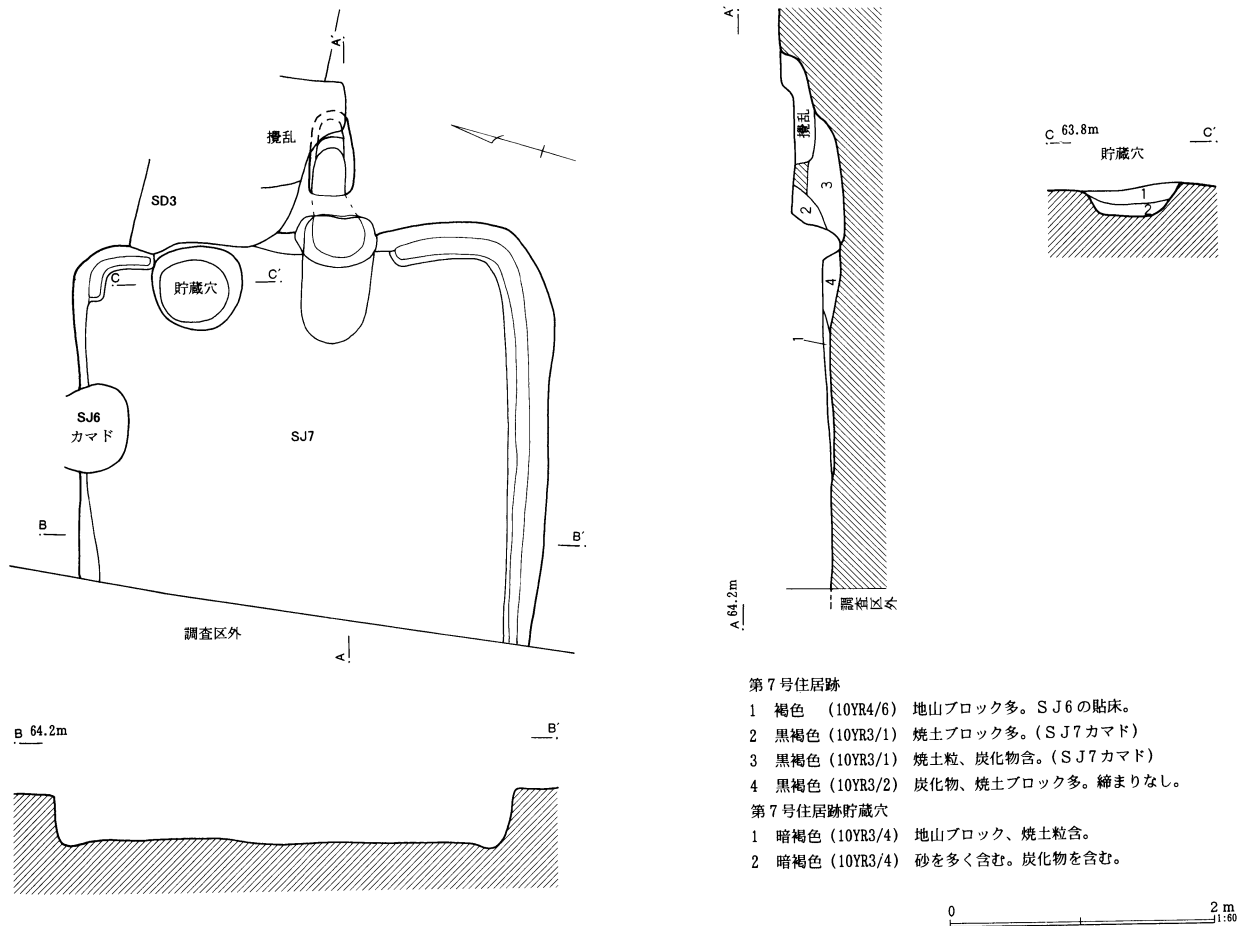 A′
攪乱
SD3
C
C′
貯蔵穴
SJ6
カマド
SJ7
B
B′
調査区外
A
B 64.2m
B′
A′
攪乱
3
2
4
1
A 64.2m
調査区外
C 63.8m
C′
貯蔵穴
1
2
第7号住居跡
1 褐色 (10YR4/6) 地山ブロック多。SJ6の貼床。
2 黒褐色 (10YR3/1) 焼土ブロック多。(SJ7カマド)
3 黒褐色 (10YR3/1) 焼土粒、炭化物含。(SJ7カマド)
4 黒褐色 (10YR3/2) 炭化物、焼土ブロック多。締まりなし。
第7号住居跡貯蔵穴
1 暗褐色 (10YR3/4) 地山ブロック、焼土粒含。
2 暗褐色 (10YR3/4) 砂を多く含む。炭化物を含む。
0 2 m
1:60